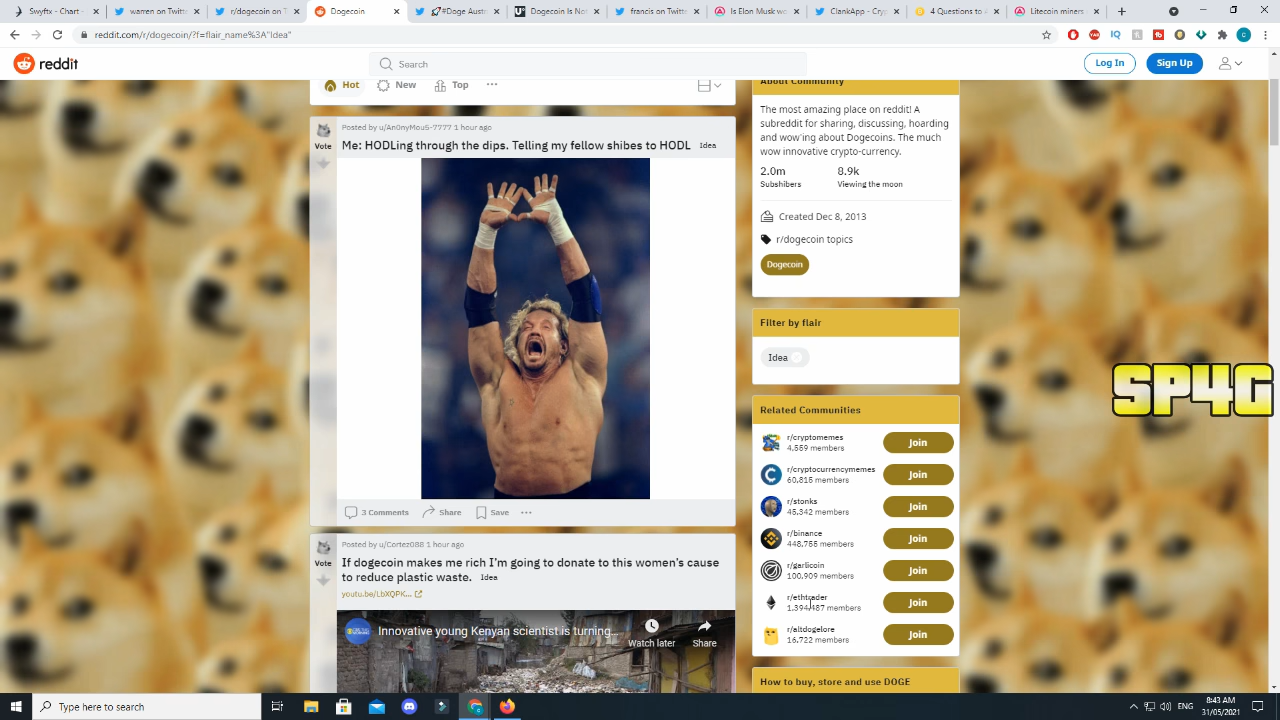 Swyftx - Chart -
warren on Twitt
r/dogecoin on T
Dogecoin
#Doge Aust
Dogecoin Is No
francis on Twitt
Is Elon Musk w
ClankApp - Cry
4 Questions to
Litecoin miners
reddit.com/r/dogecoin/?f=flair_name%3A"Idea"
reddit
Search
Log In
Sign Up
Hot
New
Top
About Community
The most amazing place on reddit! A
subreddit for sharing, discussing, hoarding
and wow'ing about Dogecoins. The much
wow innovative crypto-currency.
2.0m
8.9k
Subshibers
Viewing the moon
Created Dec 8, 2013
r/dogecoin topics
Dogecoin
Posted by u/An0nyMouS-7777 1 hour ago
Vote
Me: HODLing through the dips. Telling my fellow shibes to HODL Idea
3 Comments
Share
Save
Filter by flair
Idea
SP4G
Related Communities
r/cryptomemes
4,559 members
Join
r/cryptocurrencymemes
60,815 members
Join
r/stonks
45,342 members
Join
r/binance
448,755 members
Join
r/garlicoin
100,909 members
Join
r/ethtrader
1,394,487 members
Join
r/altdogelore
16,722 members
Join
Posted by u/Cortez088 1 hour ago
Vote
If dogecoin makes me rich I'm going to donate to this women's cause
to reduce plastic waste. Idea
youtu.be/LbXQPK...
Innovative young Kenyan scientist is turning...
Watch later
Share
How to buy, store and use DOGE
Type here to search
ENG
8:43 AM
31/05/2021